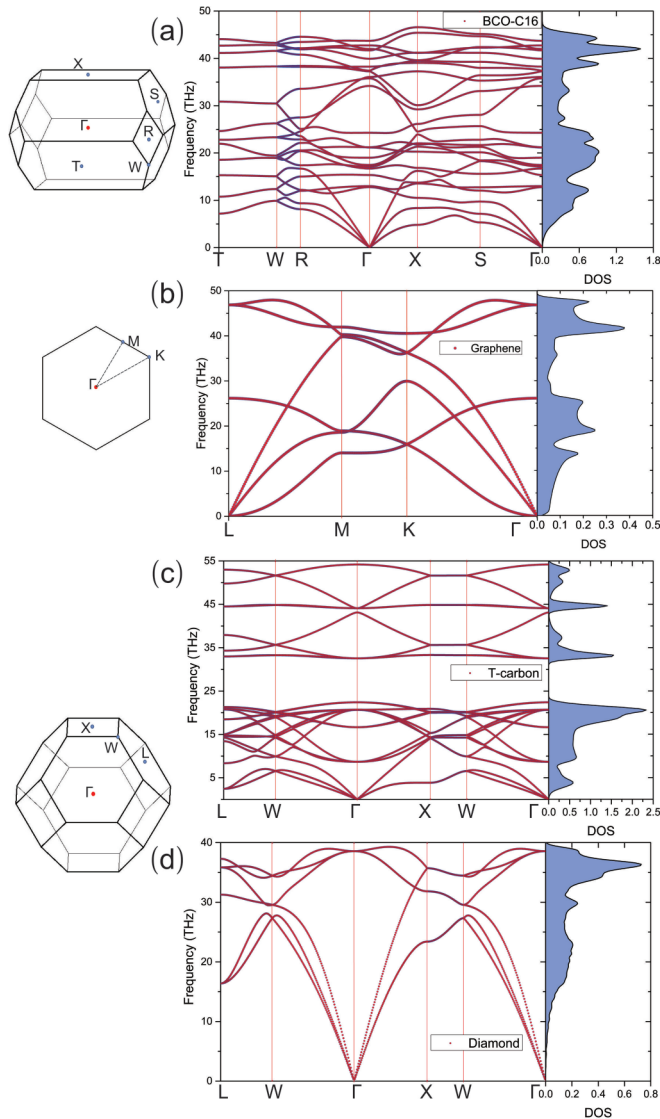 (a)
X
S
Γ
R
T
W
Frequency (THz)
50
40
30
20
10
0
BCO-C16
T W R Γ X S Γ
0.0 0.6 1.2 1.8
DOS
(b)
M
K
Γ
Frequency (THz)
50
40
30
20
10
0
Graphene
L M K Γ
0.0 0.1 0.2 0.3 0.4 0.5
DOS
(c)
X
W
L
Γ
Frequency (THz)
55
45
35
25
15
5
T-carbon
L W Γ X W Γ
0.0 0.5 1.0 1.5 2.0 2.5
DOS
(d)
Frequency (THz)
40
30
20
10
0
Diamond
L W Γ X W Γ
0.0 0.2 0.4 0.6 0.8
DOS